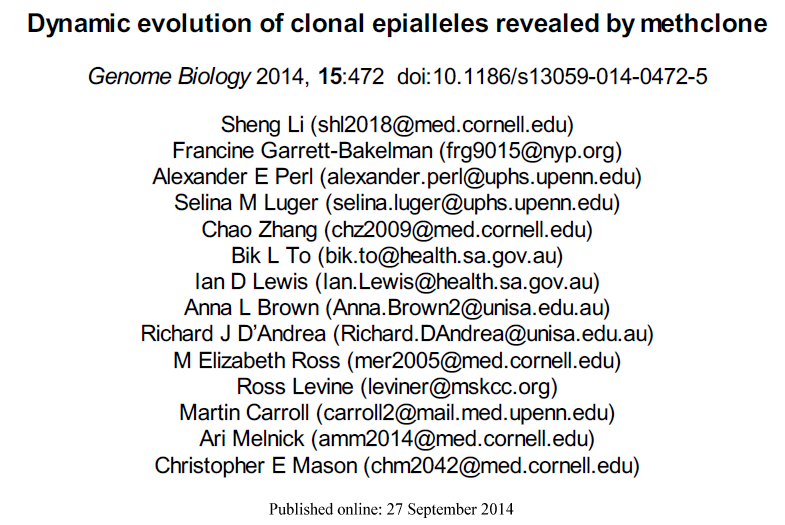 Dynamic evolution of clonal epialleles revealed by methclone
Genome Biology 2014, 15:472 doi:10.1186/s13059-014-0472-5
Sheng Li (shl2018@med.cornell.edu)
Francine Garrett-Bakelman (frg9015@nyp.org)
Alexander E Perl (alexander.perl@uphs.upenn.edu)
Selina M Luger (selina.luger@uphs.upenn.edu)
Chao Zhang (chz2009@med.cornell.edu)
Bik L To (bik.to@health.sa.gov.au)
Ian D Lewis (Ian.Lewis@health.sa.gov.au)
Anna L Brown (Anna.Brown2@unisa.edu.au)
Richard J D’Andrea (Richard.DAndrea@unisa.edu.au)
M Elizabeth Ross (mer2005@med.cornell.edu)
Ross Levine (leviner@mskcc.org)
Martin Carroll (carroll2@mail.med.upenn.edu)
Ari Melnick (amm2014@med.cornell.edu)
Christopher E Mason (chm2042@med.cornell.edu)
Published online: 27 September 2014